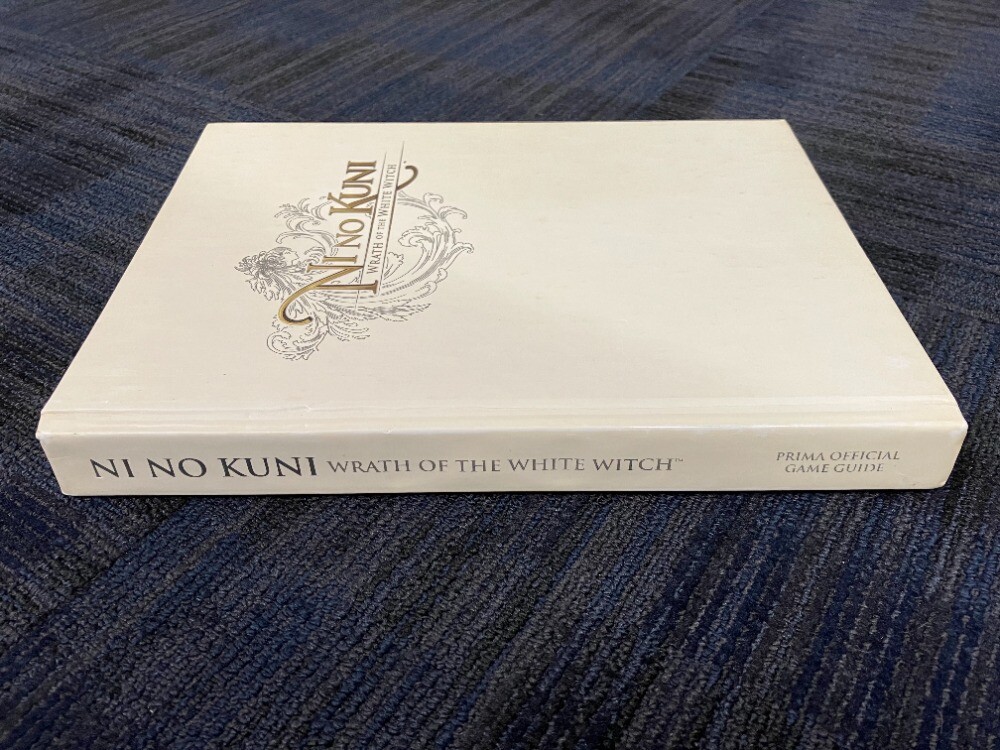 NI NO KUNI
WRATH OF THE WHITE WITCH
NI NO KUNI WRATH OF THE WHITE WITCH™
PRIMA OFFICIAL
GAME GUIDE